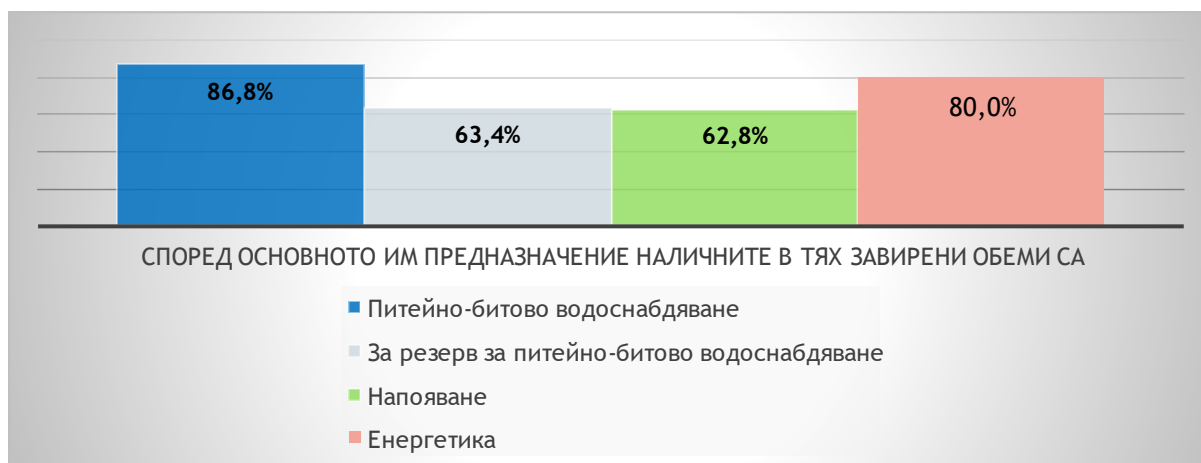 86,8%
63,4%
62,8%
80,0%
СПОРЕД ОСНОВНОТО ИМ ПРЕДНАЗНАЧЕНИЕ НАЛИЧНИТЕ В ТЯХ ЗАВИРЕНИ ОБЕМИ СА
Питейно-битово водоснабдяване
За резерв за питейно-битово водоснабдяване
Напояване
Енергетика